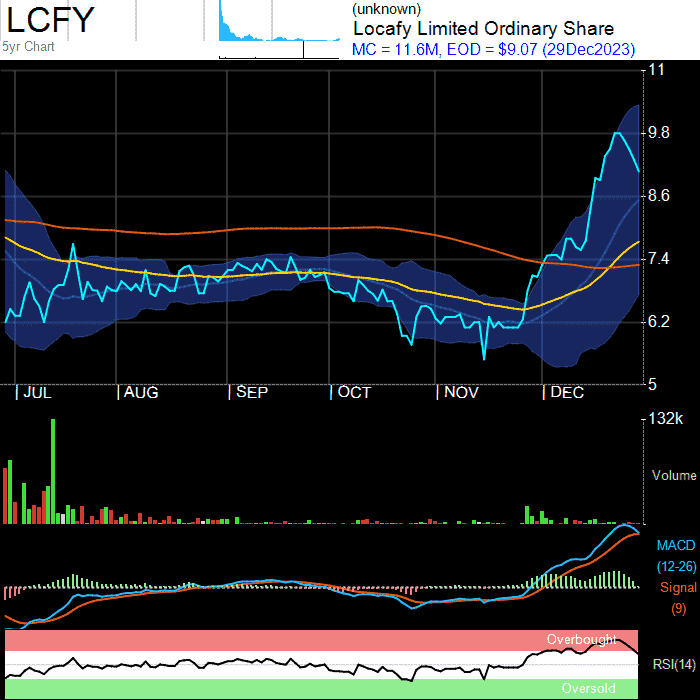 LCFY
5yr Chart
(unknown)
Locafy Limited Ordinary Share
MC = 11.6M, EOD = $9.07 (29Dec2023)
11
9.8
8.6
7.4
6.2
5
JUL AUG SEP OCT NOV DEC
132k
Volume
MACD
(12-26)
Signal
(9)
Overbought
RSI(14)
Oversold